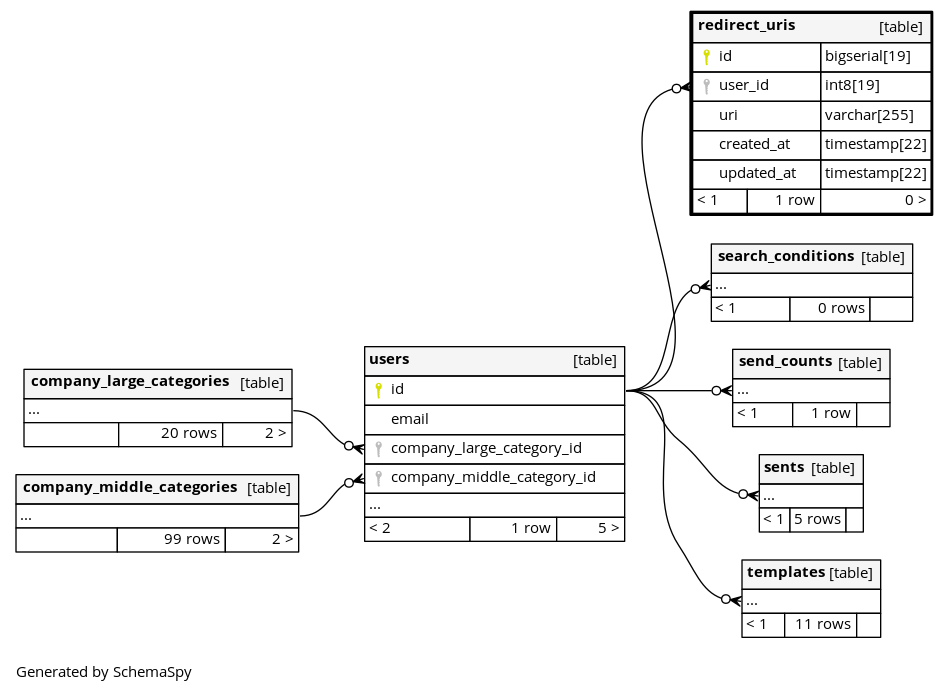 redirect_uris [table]
id bigserial[19]
user_id int8[19]
uri varchar[255]
created_at timestamp[22]
updated_at timestamp[22]
< 1 1 row 0 >
search_conditions [table]
...
< 1 0 rows
users [table]
id
email
company_large_category_id
company_middle_category_id
...
< 2 1 row 5 >
send_counts [table]
...
< 1 1 row
company_large_categories [table]
...
20 rows 2 >
sents [table]
...
< 1 5 rows
company_middle_categories [table]
...
99 rows 2 >
templates [table]
...
< 1 11 rows
Generated by SchemaSpy